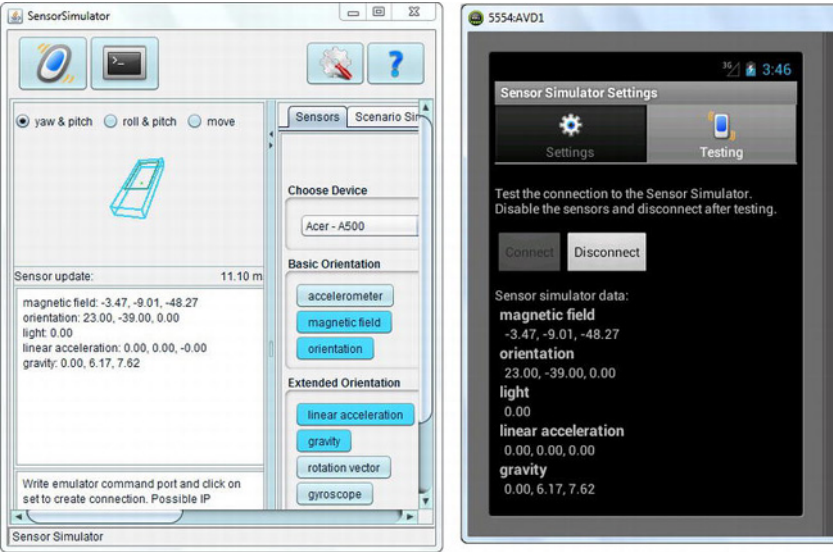 SensorSimulator
>_
?
yaw & pitch
roll & pitch
move
Sensor update:
11.10 m
magnetic field: -3.47, -9.01, -48.27
orientation: 23.00, -39.00, 0.00
light: 0.00
linear acceleration: 0.00, 0.00, -0.00
gravity: 0.00, 6.17, 7.62
Write emulator command port and click on
set to create connection. Possible IP
Sensors
Scenario Sim
Choose Device
Acer - A500
Basic Orientation
accelerometer
magnetic field
orientation
Extended Orientation
linear acceleration
gravity
rotation vector
gyroscope
Sensor Simulator
5554:AVD1
3G
3:46
Sensor Simulator Settings
Settings
Testing
Test the connection to the Sensor Simulator.
Disable the sensors and disconnect after testing.
Connect
Disconnect
Sensor simulator data:
magnetic field
-3.47, -9.01, -48.27
orientation
23.00, -39.00, 0.00
light
0.00
linear acceleration
0.00, 0.00, 0.00
gravity
0.00, 6.17, 7.62